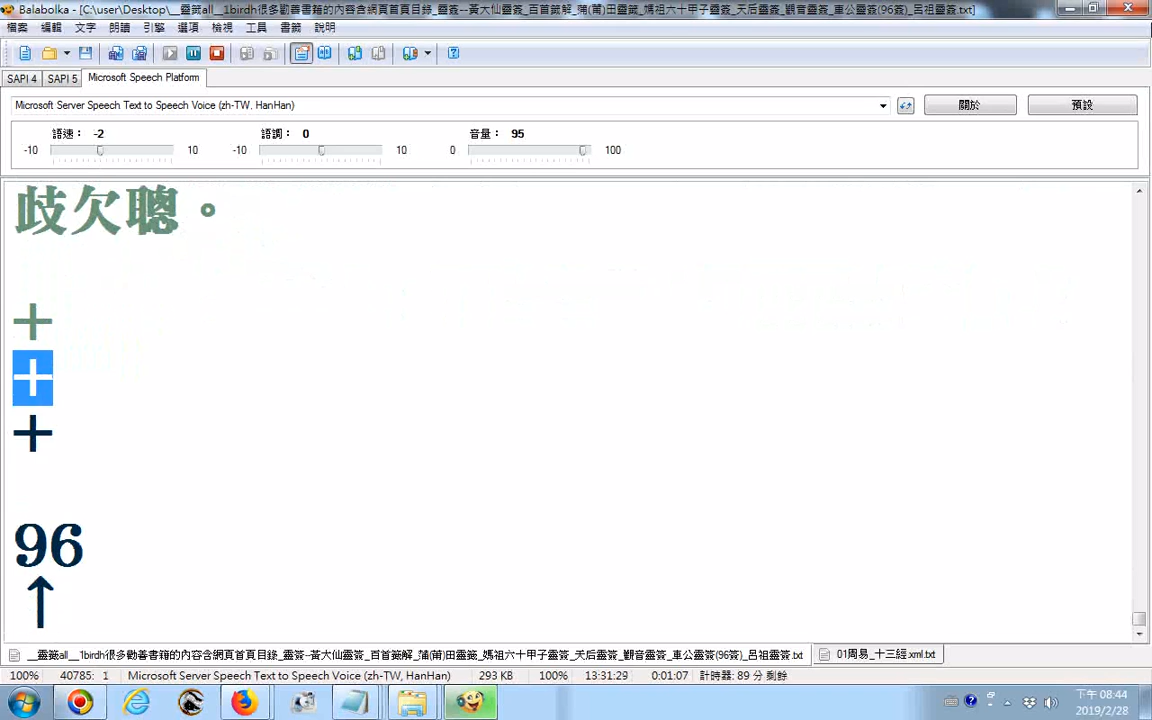 Balabolka - [C:\user\Desktop\__靈籤all__1birdh很多勸善書籍的內容含網頁首頁目錄_靈簽--黃大仙靈簽_百首籤解_蒲(莆)田靈籤_媽祖六十甲子靈簽_天后靈簽_觀音靈簽_車公靈簽(96簽)_呂祖靈簽.txt]
檔案 編輯 文字 朗讀 引擎 選項 檢視 工具 書籤 說明
SAPI 4 SAPI 5 Microsoft Speech Platform
Microsoft Server Speech Text to Speech Voice (zh-TW, HanHan) 關於 預設
語速： -2 語調： 0 音量： 95
-10 10 -10 10 0 100
歧欠聰。
+
+
+
96
↑
__靈籤all__1birdh很多勸善書籍的內容含網頁首頁目錄_靈簽--黃大仙靈簽_百首籤解_蒲(莆)田靈籤_媽祖六十甲子靈簽_天后靈簽_觀音靈簽_車公靈簽(96簽)_呂祖靈簽.txt 01周易_十三經.xml.txt
100% 40785: 1 Microsoft Server Speech Text to Speech Voice (zh-TW, HanHan) 293 KB 100% 13:31:29 0:01:07 計時器: 89 分 剩餘
下午 08:44
2019/2/28